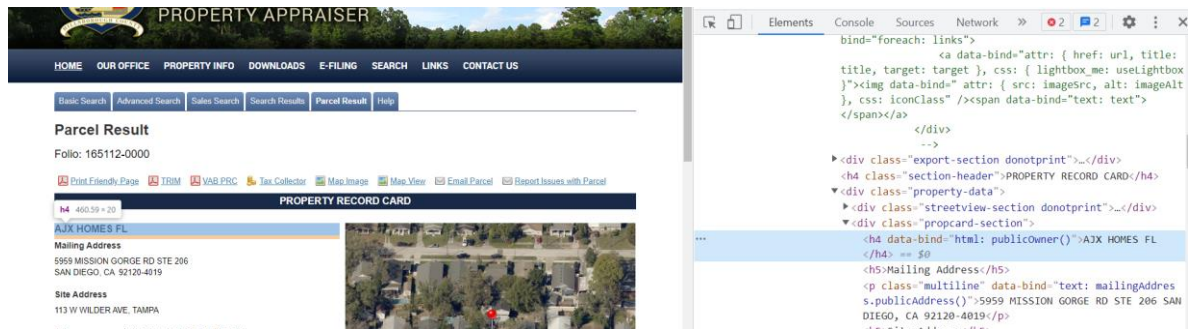 PROPERTY APPRAISER
HOME OUR OFFICE PROPERTY INFO DOWNLOADS E-FILING SEARCH LINKS CONTACT US
Basic Search Advanced Search Sales Search Search Results Parcel Result Help
Parcel Result
Folio: 165112-0000
Print Friendly Page TRIM VAB PRC Tax Collector Map Image Map View Email Parcel Report Issues with Parcel
PROPERTY RECORD CARD
h4 460.59 × 20
AJX HOMES FL
Mailing Address
5959 MISSION GORGE RD STE 206
SAN DIEGO, CA 92120-4019
Site Address
113 W WILDER AVE, TAMPA
Elements Console Sources Network » 2 2
bind="foreach: links">
<a data-bind="attr: { href: url, title:
title, target: target }, css: { lightbox_me: useLightbox
}"><img data-bind=" attr: { src: imageSrc, alt: imageAlt
}, css: iconClass" /><span data-bind="text: text">
</span></a>
</div>
-->
<div class="export-section donotprint">…</div>
<h4 class="section-header">PROPERTY RECORD CARD</h4>
<div class="property-data">
<div class="streetview-section donotprint">…</div>
<div class="propcard-section">
<h4 data-bind="html: publicOwner()">AJX HOMES FL
</h4> == $0
<h5>Mailing Address</h5>
<p class="multiline" data-bind="text: mailingAddres
s.publicAddress()">5959 MISSION GORGE RD STE 206 SAN
DIEGO, CA 92120-4019</p>